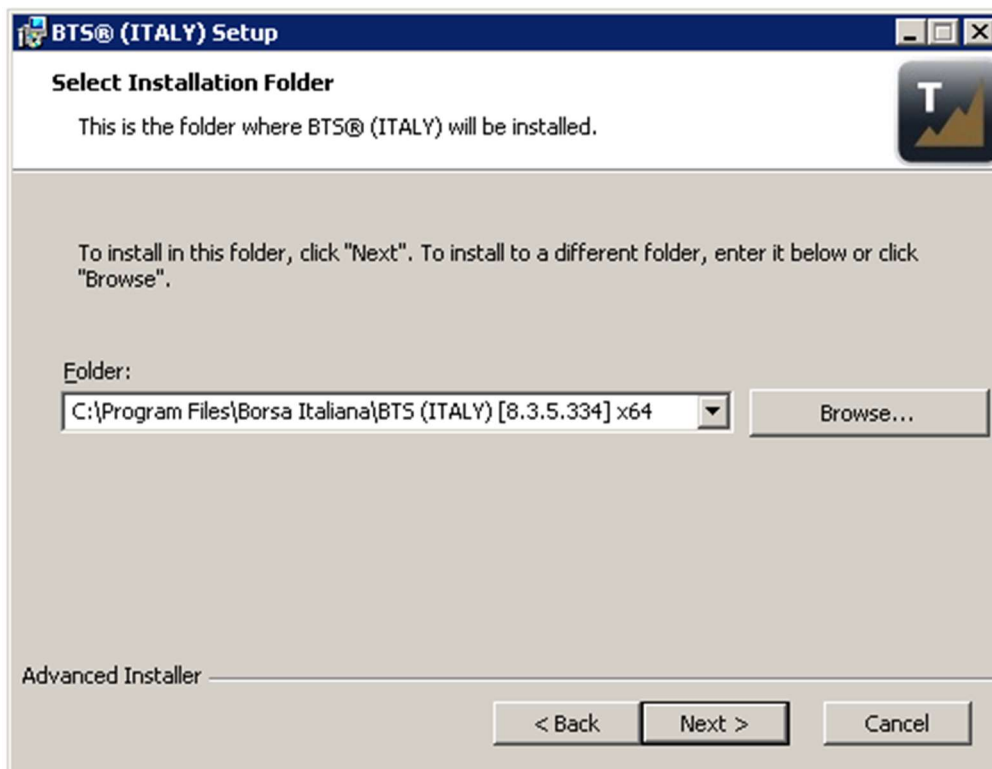 BTS® (ITALY) Setup
Select Installation Folder
This is the folder where BTS® (ITALY) will be installed.
T
To install in this folder, click "Next". To install to a different folder, enter it below or click
"Browse".
Folder:
C:\Program Files\Borsa Italiana\BTS (ITALY) [8.3.5.334] x64
Browse...
Advanced Installer
< Back
Next >
Cancel